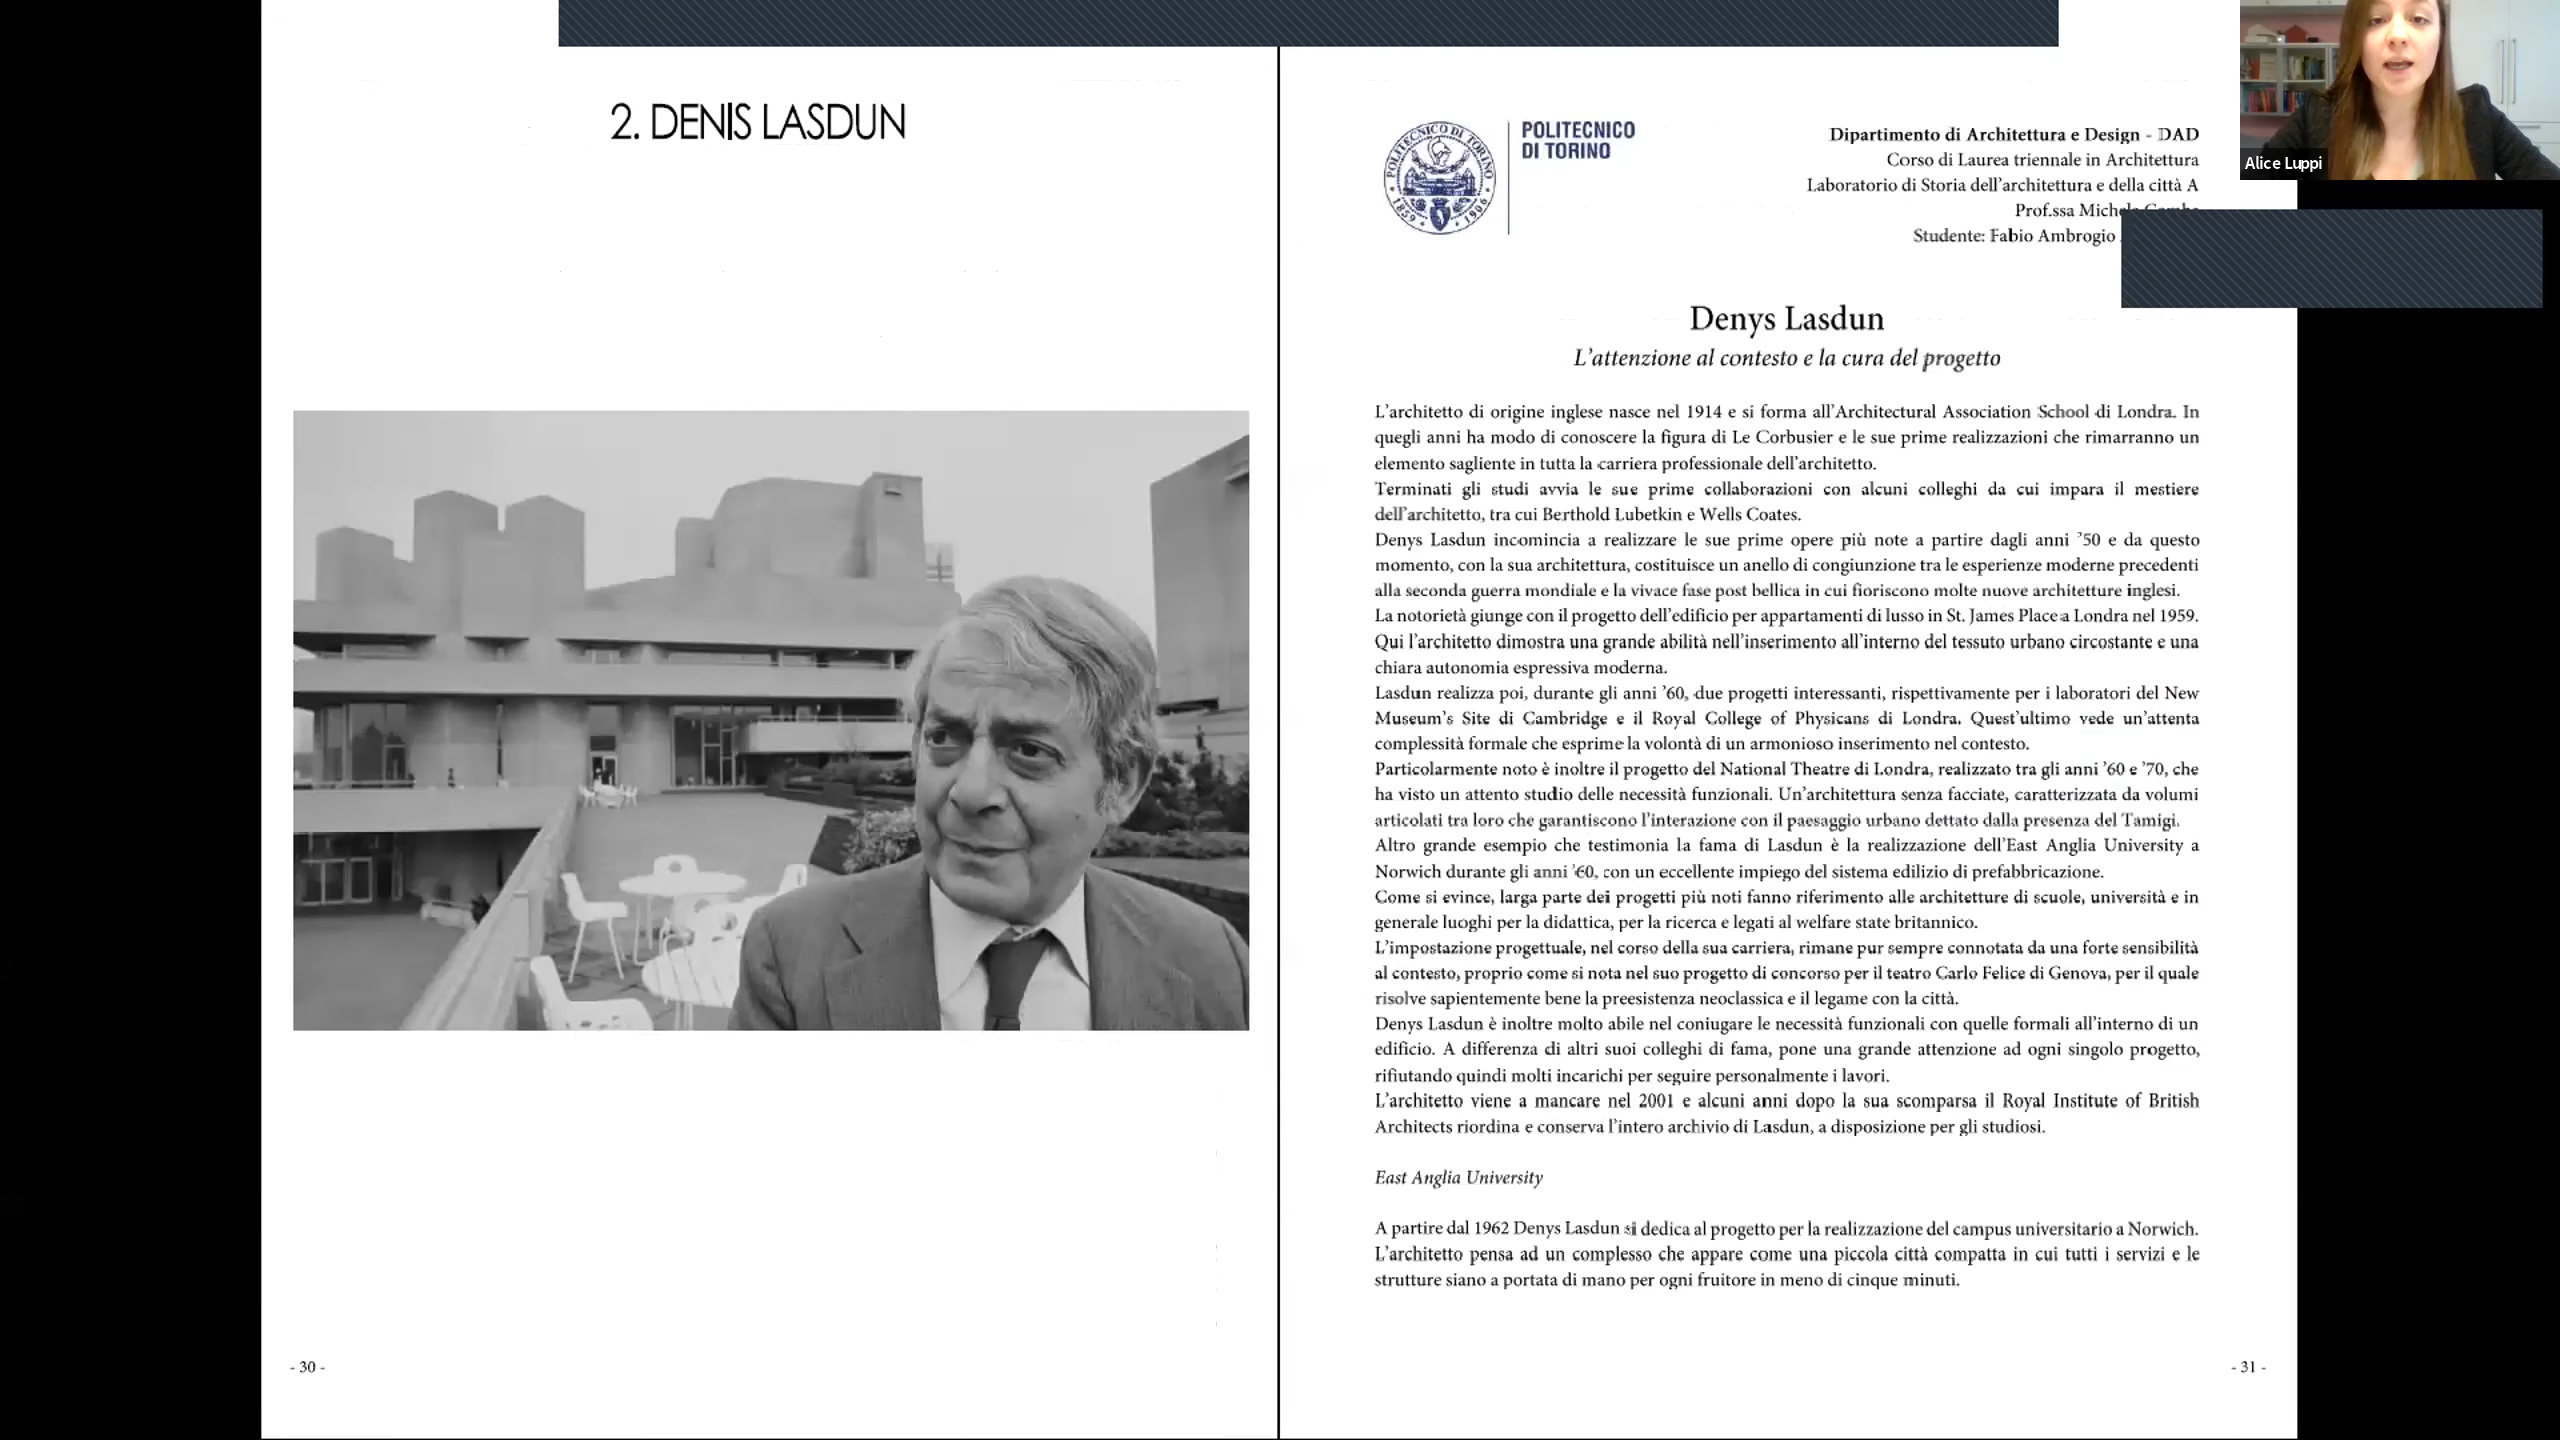 2. DENIS LASDUN
- 30 -
POLITECNICO DI TORINO
1859 1906
POLITECNICO
DI TORINO
Dipartimento di Architettura e Design - DAD
Corso di Laurea triennale in Architettura
Laboratorio di Storia dell'architettura e della città A
Prof.ssa
Studente: Fabio Ambrogio
Denys Lasdun
L'attenzione al contesto e la cura del progetto
L'architetto di origine inglese nasce nel 1914 e si forma all'Architectural Association School di Londra. In
quegli anni ha modo di conoscere la figura di Le Corbusier e le sue prime realizzazioni che rimarranno un
elemento sagliente in tutta la carriera professionale dell'architetto.
Terminati gli studi avvia le sue prime collaborazioni con alcuni colleghi da cui impara il mestiere
dell'architetto, tra cui Berthold Lubetkin e Wells Coates.
Denys Lasdun incomincia a realizzare le sue prime opere più note a partire dagli anni '50 e da questo
momento, con la sua architettura, costituisce un anello di congiunzione tra le esperienze moderne precedenti
alla seconda guerra mondiale e la vivace fase post bellica in cui fioriscono molte nuove architetture inglesi.
La notorietà giunge con il progetto dell'edificio per appartamenti di lusso in St. James Place a Londra nel 1959.
Qui l'architetto dimostra una grande abilità nell'inserimento all'interno del tessuto urbano circostante e una
chiara autonomia espressiva moderna.
Lasdun realizza poi, durante gli anni '60, due progetti interessanti, rispettivamente per i laboratori del New
Museum's Site di Cambridge e il Royal College of Physicans di Londra. Quest'ultimo vede un'attenta
complessità formale che esprime la volontà di un armonioso inserimento nel contesto.
Particolarmente noto è inoltre il progetto del National Theatre di Londra, realizzato tra gli anni '60 e '70, che
ha visto un attento studio delle necessità funzionali. Un'architettura senza facciate, caratterizzata da volumi
articolati tra loro che garantiscono l'interazione con il paesaggio urbano dettato dalla presenza del Tamigi.
Altro grande esempio che testimonia la fama di Lasdun è la realizzazione dell'East Anglia University a
Norwich durante gli anni '60, con un eccellente impiego del sistema edilizio di prefabbricazione.
Come si evince, larga parte dei progetti più noti fanno riferimento alle architetture di scuole, università e in
generale luoghi per la didattica, per la ricerca e legati al welfare state britannico.
L'impostazione progettuale, nel corso della sua carriera, rimane pur sempre connotata da una forte sensibilità
al contesto, proprio come si nota nel suo progetto di concorso per il teatro Carlo Felice di Genova, per il quale
risolve sapientemente bene la preesistenza neoclassica e il legame con la città.
Denys Lasdun è inoltre molto abile nel coniugare le necessità funzionali con quelle formali all'interno di un
edificio. A differenza di altri suoi colleghi di fama, pone una grande attenzione ad ogni singolo progetto,
rifiutando quindi molti incarichi per seguire personalmente i lavori.
L'architetto viene a mancare nel 2001 e alcuni anni dopo la sua scomparsa il Royal Institute of British
Architects riordina e conserva l'intero archivio di Lasdun, a disposizione per gli studiosi.
East Anglia University
A partire dal 1962 Denys Lasdun si dedica al progetto per la realizzazione del campus universitario a Norwich.
L'architetto pensa ad un complesso che appare come una piccola città compatta in cui tutti i servizi e le
strutture siano a portata di mano per ogni fruitore in meno di cinque minuti.
- 31 -
Alice Luppi